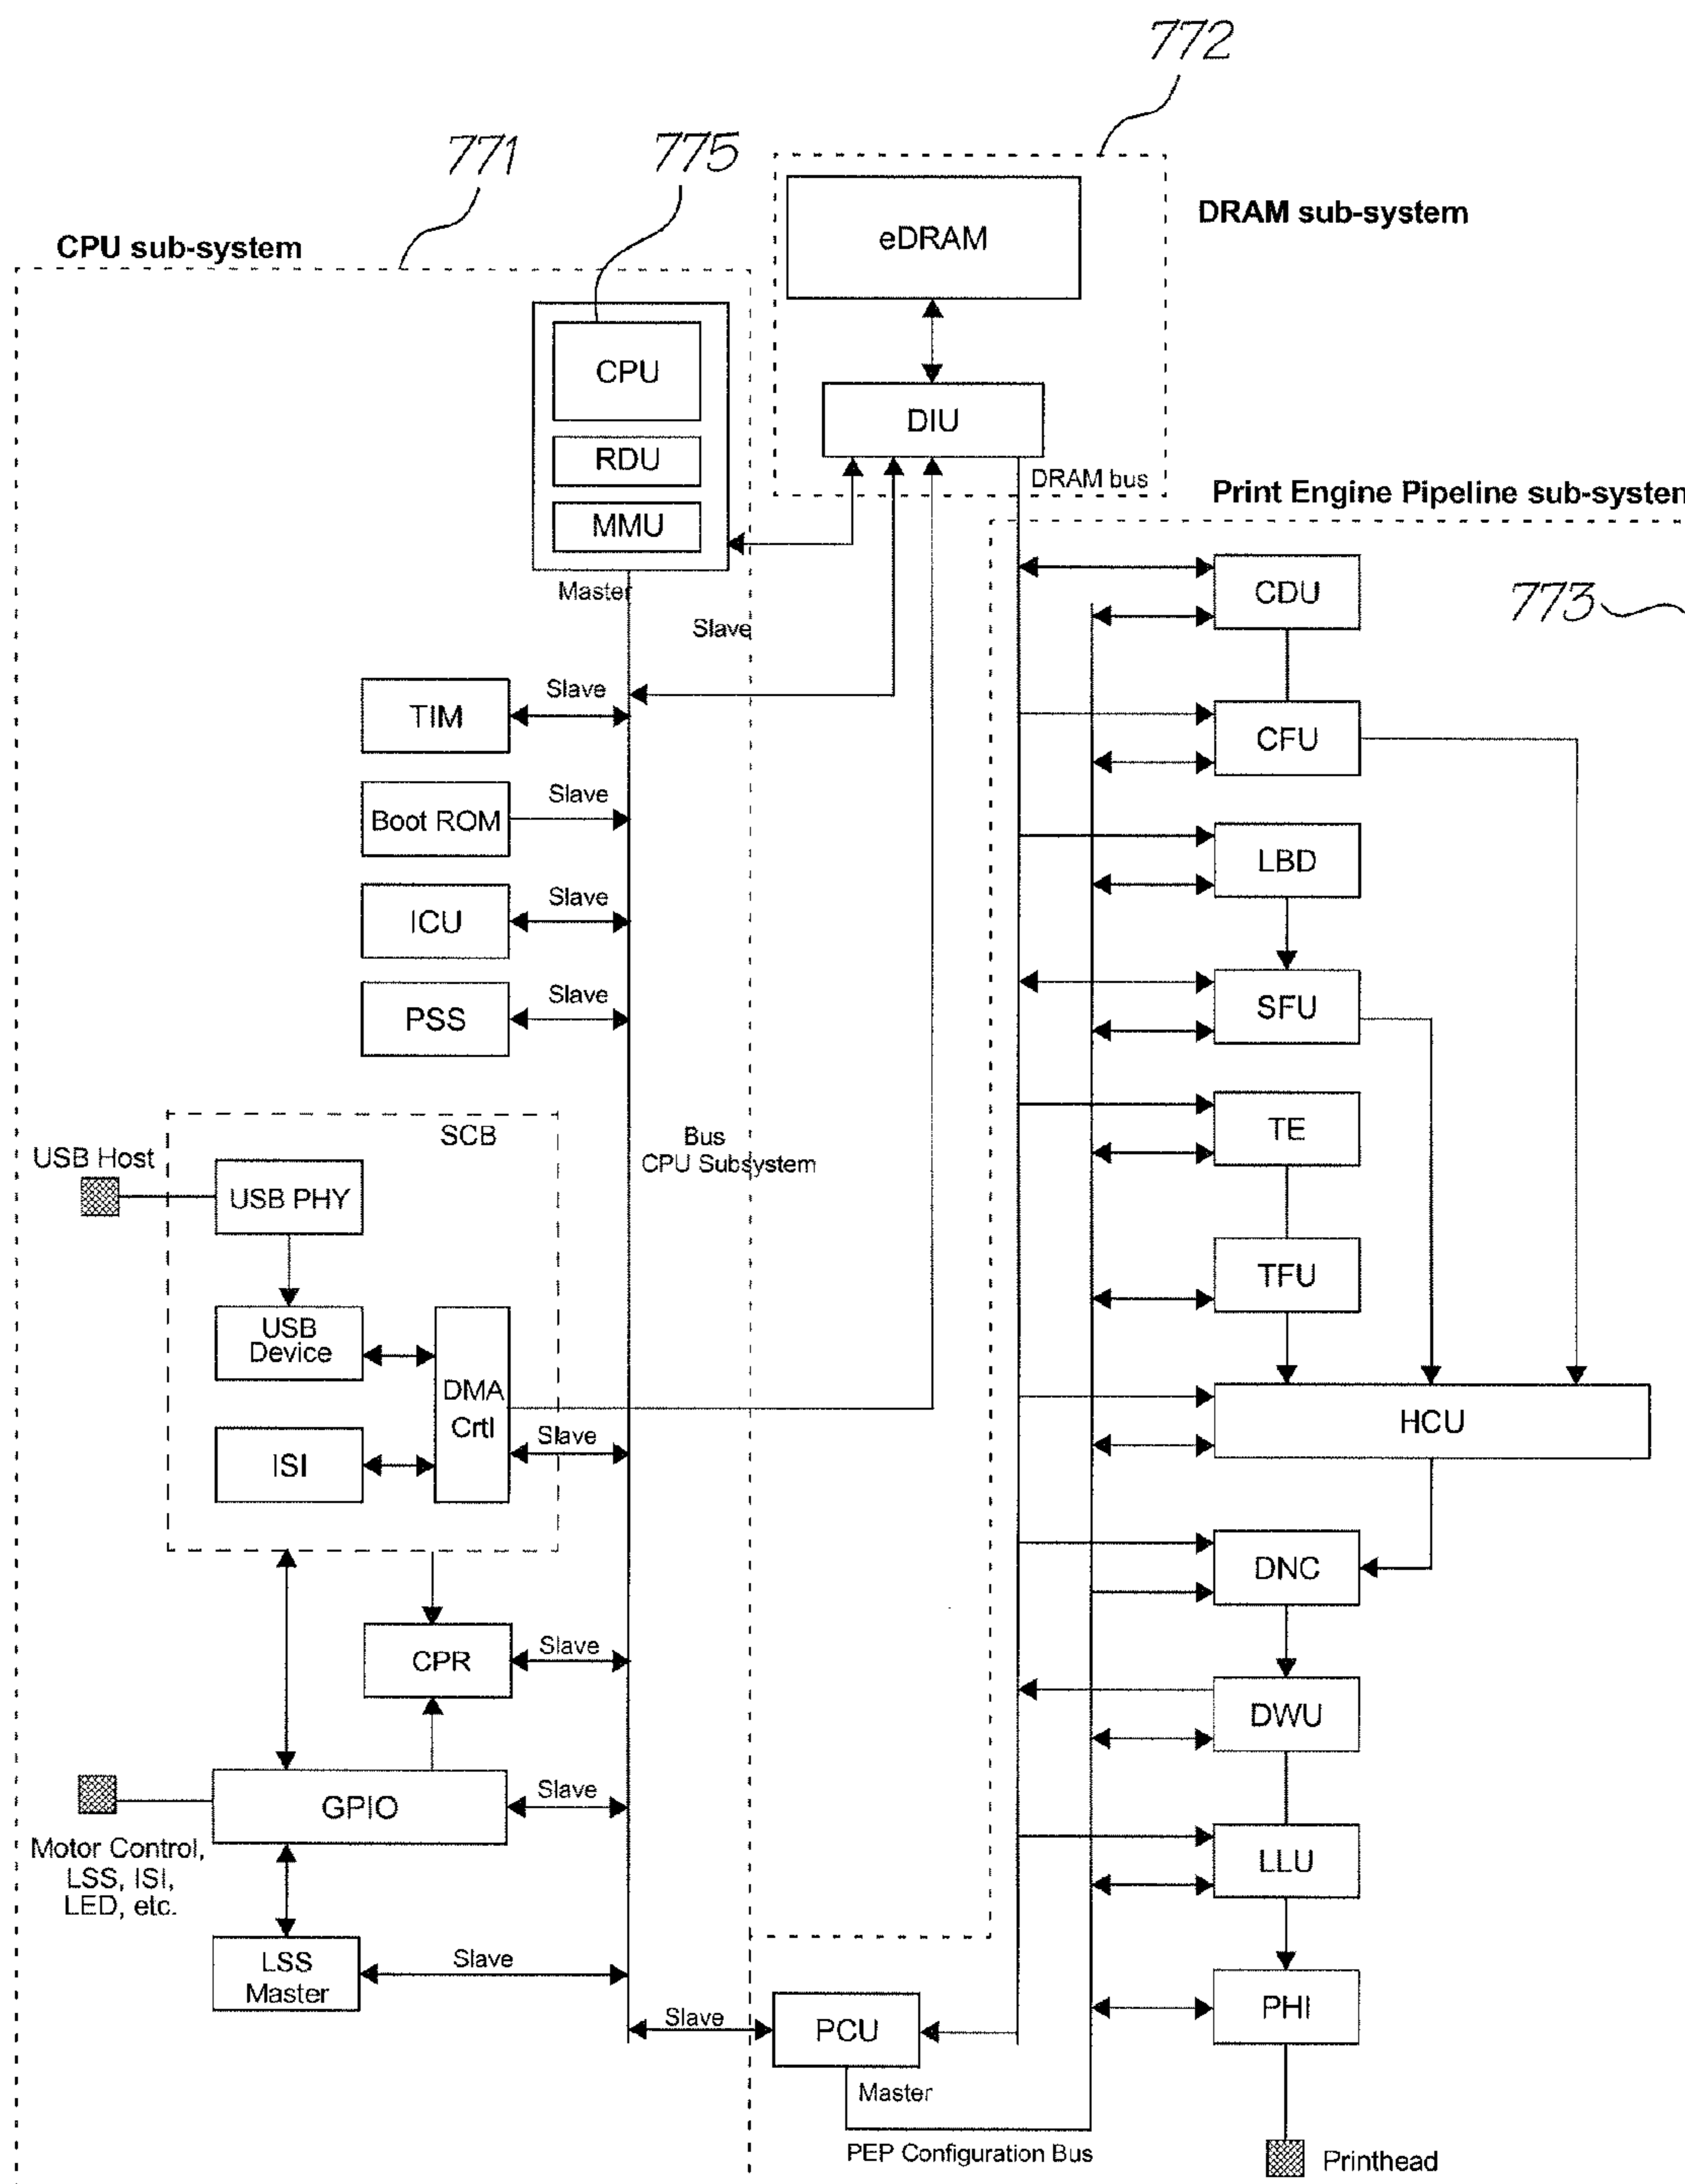 772
771
775
DRAM sub-system
CPU sub-system
eDRAM
CPU
DIU
RDU
DRAM bus
Print Engine Pipeline sub-system
MMU
Master
CDU
773
Slave
Slave
TIM
CFU
Slave
Boot ROM
LBD
Slave
ICU
Slave
PSS
SFU
SCB
TE
USB Host
Bus
CPU Subsystem
USB PHY
TFU
USB
Device
DMA
Crtl
HCU
Slave
ISI
DNC
Slave
CPR
DWU
Slave
GPIO
Motor Control,
LSS, ISI,
LED, etc.
LLU
Slave
LSS
Master
PHI
Slave
PCU
Master
PEP Configuration Bus
Printhead